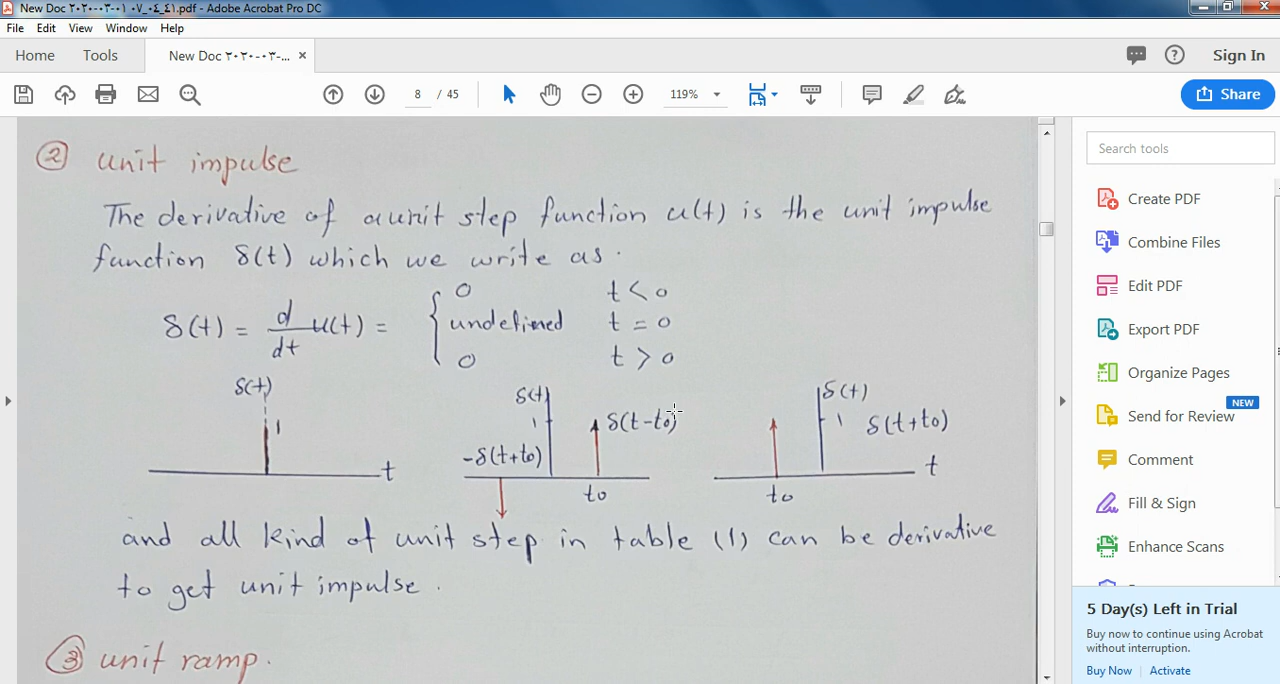 New Doc ٢٠٢٠-٠٣-٠١ ٠٧_٠٤_٤١.pdf - Adobe Acrobat Pro DC
File Edit View Window Help
Home Tools New Doc ٢٠٢٠-٠٣-... × Sign In
8 / 45 119% Share
② unit impulse
The derivative of a unit step function u(t) is the unit impulse
function δ(t) which we write as.
δ(t) = d/dt u(t) = { 0 t < 0
undefined t = 0
0 t > 0
δ(t) 1 t
δ(t) 1 δ(t-to) -δ(t+to) to
δ(t) 1 δ(t+to) to t
and all kind of unit step in table (1) can be derivative
to get unit impulse.
③ unit ramp.
Search tools
Create PDF
Combine Files
Edit PDF
Export PDF
Organize Pages
NEW
Send for Review
Comment
Fill & Sign
Enhance Scans
5 Day(s) Left in Trial
Buy now to continue using Acrobat
without interruption.
Buy Now Activate